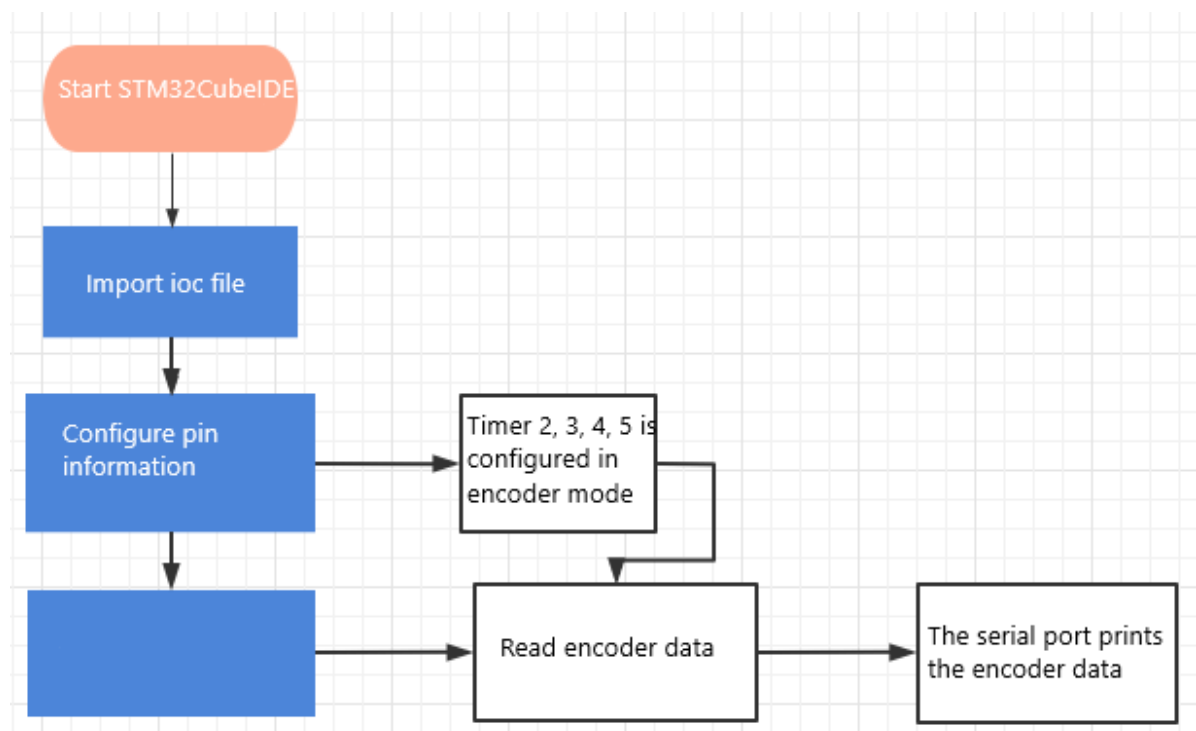 Start STM32CubeIDE
Import ioc file
Configure pin
information
Timer 2, 3, 4, 5 is
configured in
encoder mode
Read encoder data
The serial port prints
the encoder data